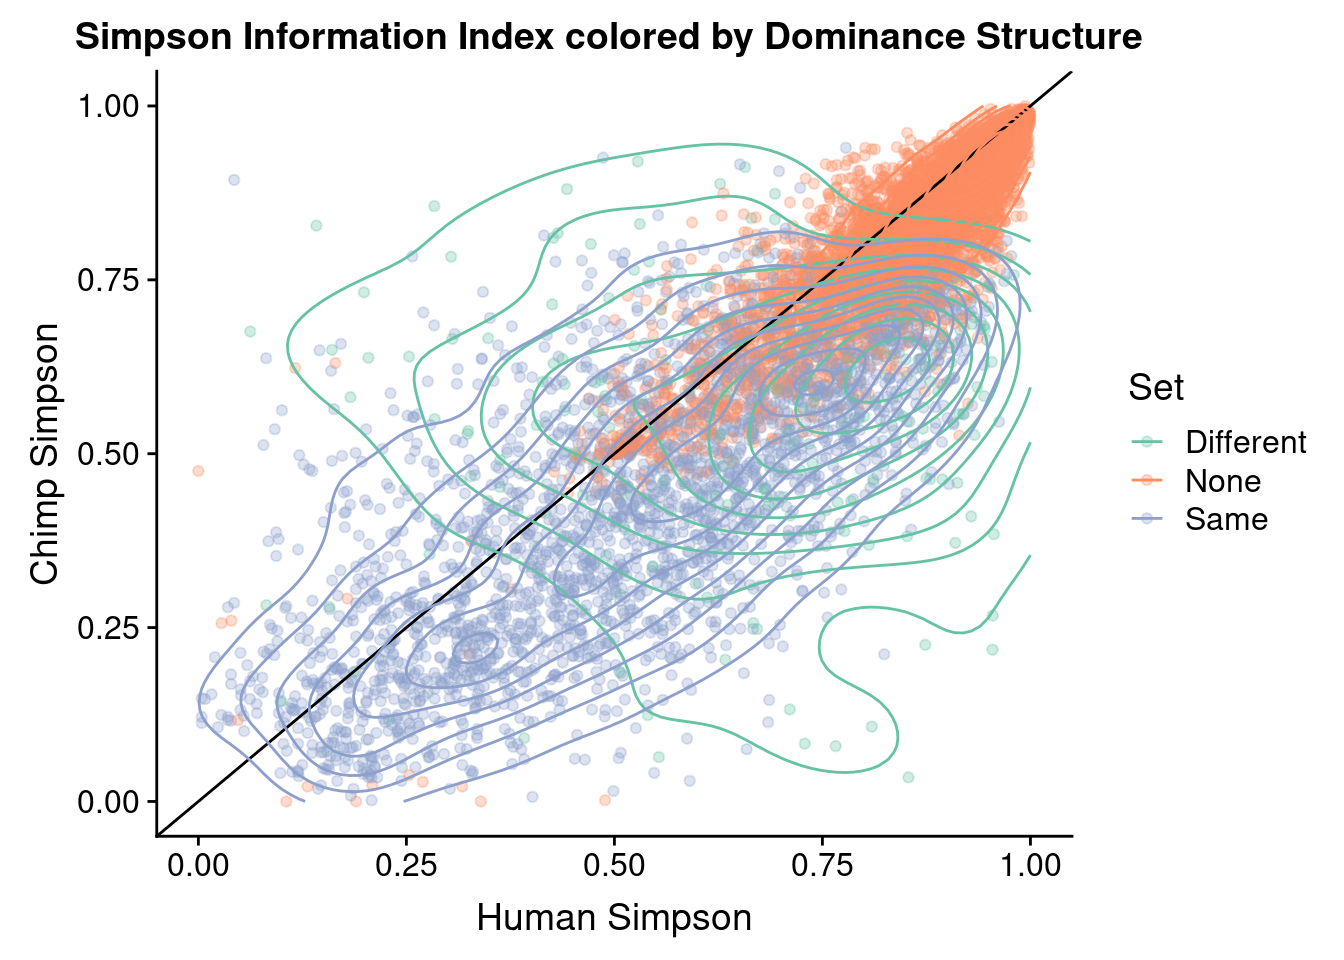 Simpson Information Index colored by Dominance Structure
1.00
0.75
0.50
0.25
0.00
Chimp Simpson
0.00 0.25 0.50 0.75 1.00
Human Simpson
Set
Different
None
Same